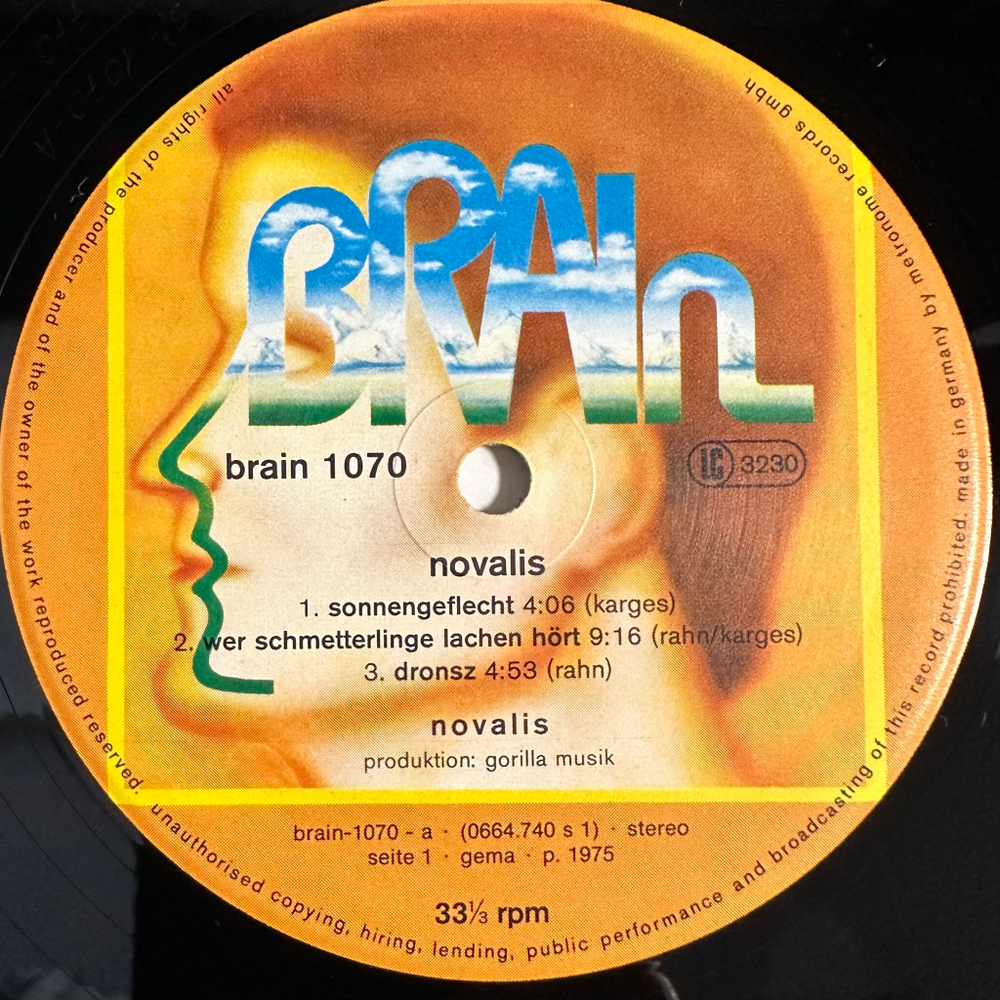 BRAIN
brain 1070
LC 3230
novalis
1. sonnengeflecht 4:06 (karges)
2. wer schmetterlinge lachen hört 9:16 (rahn/karges)
3. dronsz 4:53 (rahn)
novalis
produktion: gorilla musik
brain-1070 - a · (0664.740 s 1) · stereo
seite 1 · gema · p. 1975
33⅓ rpm
all rights of the producer and of the owner of the work reproduced reserved. unauthorised copying, hiring, lending, public performance and broadcasting of this record prohibited. made in germany by metronome records gmbh